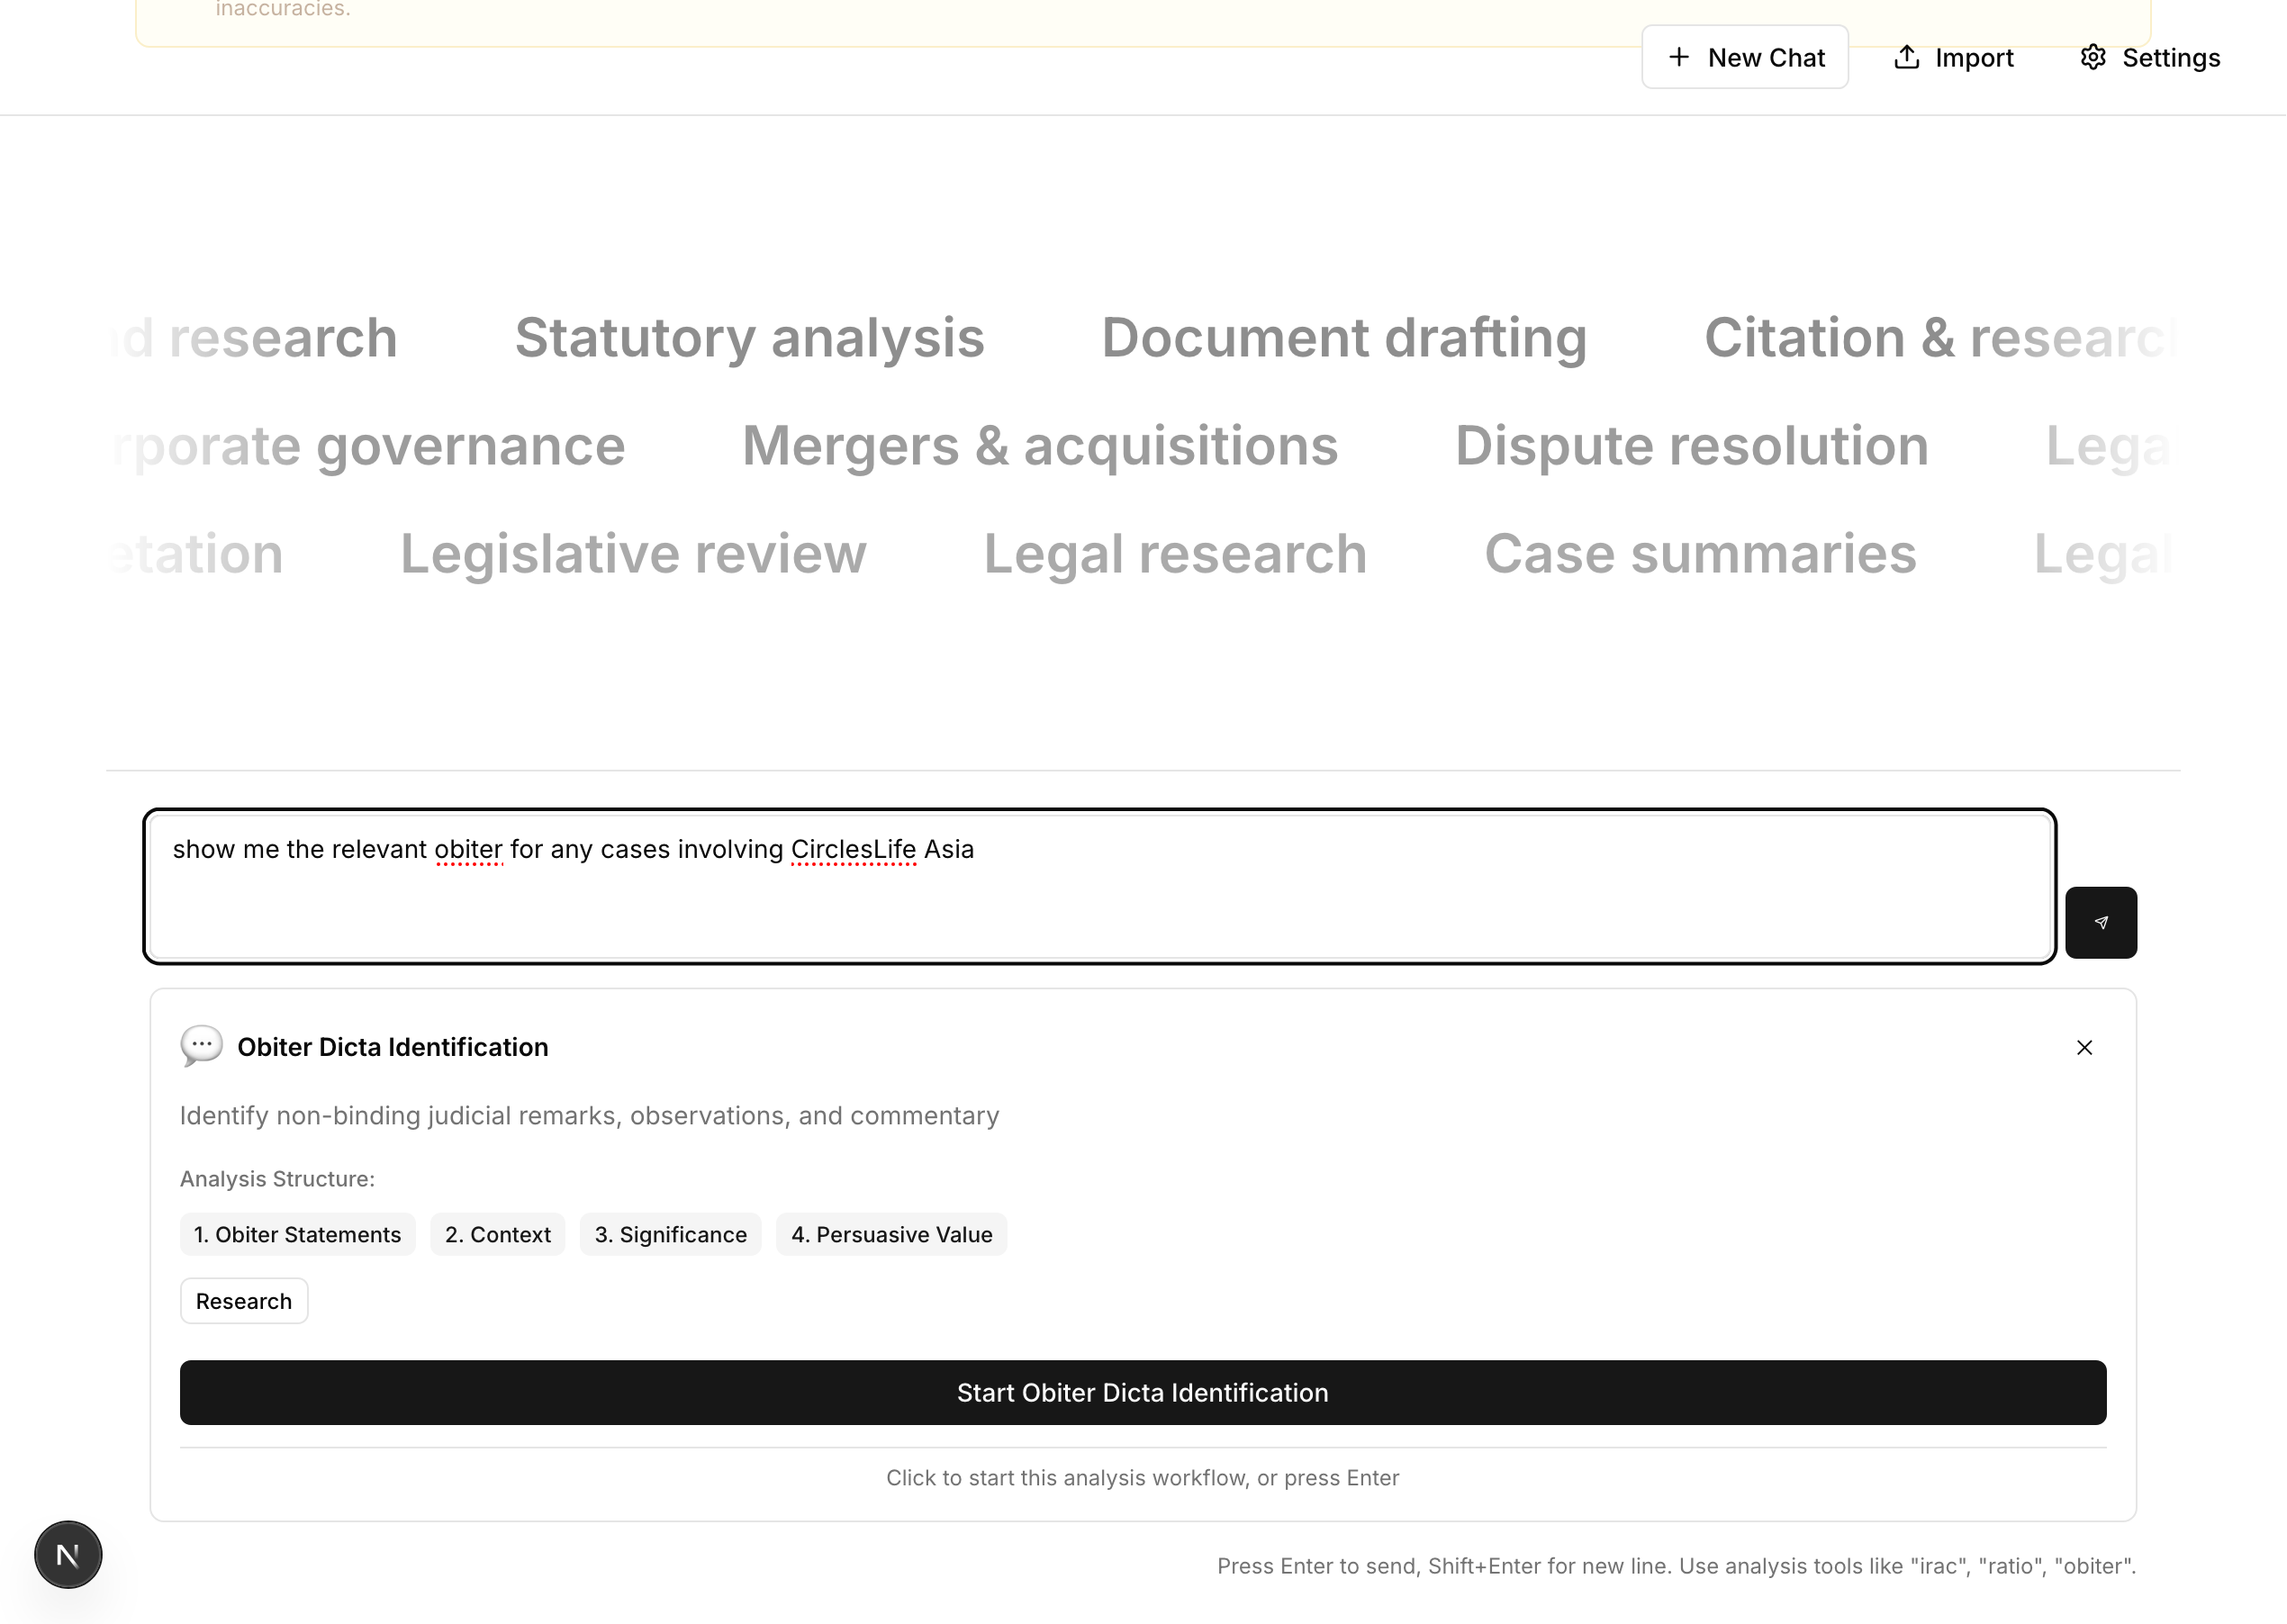 inaccuracies.
New Chat Import Settings
research Statutory analysis Document drafting Citation & research
governance Mergers & acquisitions Dispute resolution
Legislative review Legal research Case summaries Legal
show me the relevant obiter for any cases involving CirclesLife Asia
Obiter Dicta Identification
Identify non-binding judicial remarks, observations, and commentary
Analysis Structure:
1. Obiter Statements 2. Context 3. Significance 4. Persuasive Value
Research
Start Obiter Dicta Identification
Click to start this analysis workflow, or press Enter
N
Press Enter to send, Shift+Enter for new line. Use analysis tools like "irac", "ratio", "obiter".